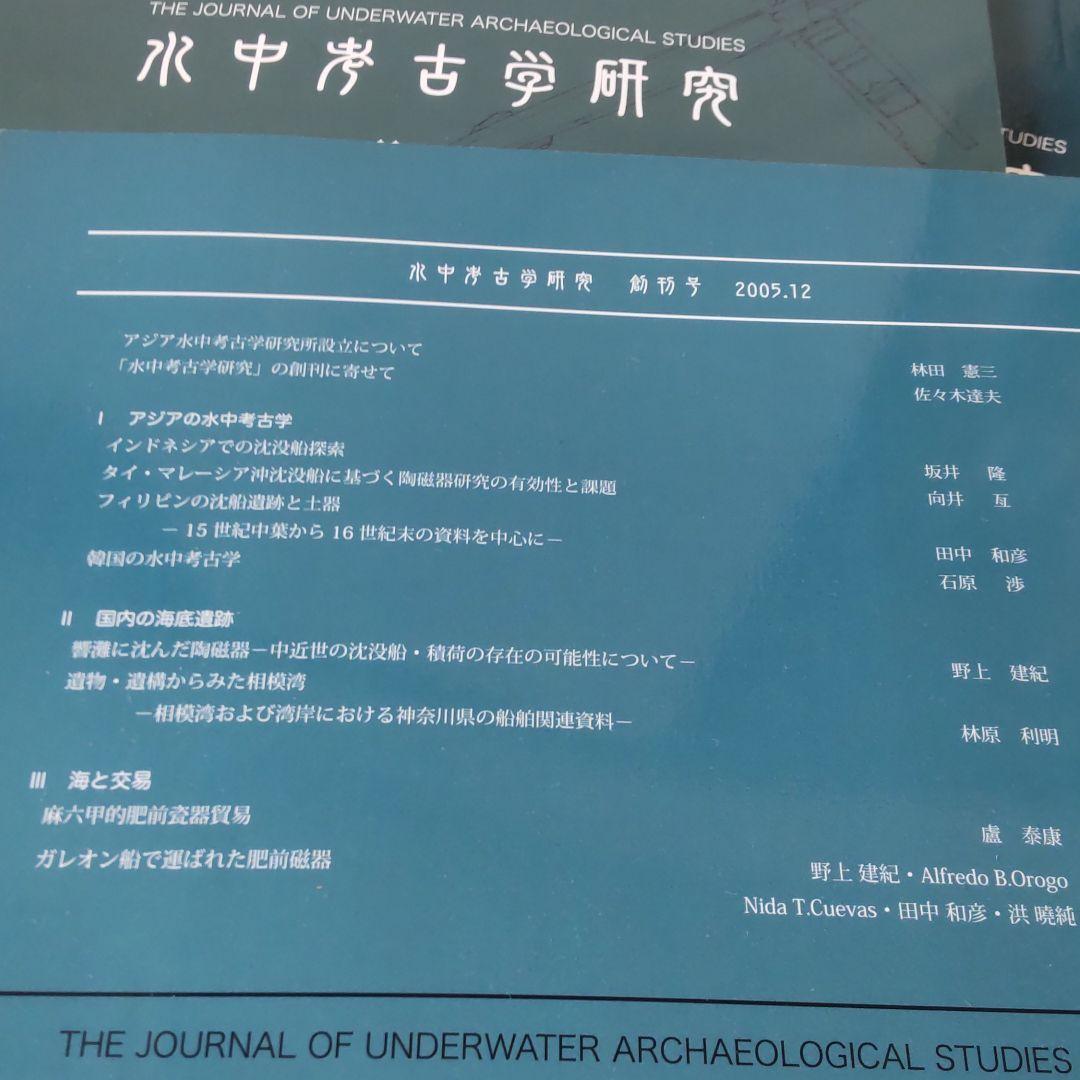 THE JOURNAL OF UNDERWATER ARCHAEOLOGICAL STUDIES
水中考古学研究
TUDIES
水中考古学研究 創刊号 2005.12
アジア水中考古学研究所設立について 林田 憲三
「水中考古学研究」の創刊に寄せて 佐々木達夫
I アジアの水中考古学
インドネシアでの沈没船探索 坂井 隆
タイ・マレーシア沖沈没船に基づく陶磁器研究の有効性と課題 向井 亙
フィリピンの沈船遺跡と土器
－ 15 世紀中葉から 16 世紀末の資料を中心に－ 田中 和彦
韓国の水中考古学 石原 渉
II 国内の海底遺跡
響灘に沈んだ陶磁器－中近世の沈没船・積荷の存在の可能性について－ 野上 建紀
遺物・遺構からみた相模湾
－相模湾および湾岸における神奈川県の船舶関連資料－ 林原 利明
III 海と交易
麻六甲的肥前瓷器貿易 盧 泰康
ガレオン船で運ばれた肥前磁器 野上 建紀・Alfredo B.Orogo
Nida T.Cuevas・田中 和彦・洪 曉純
THE JOURNAL OF UNDERWATER ARCHAEOLOGICAL STUDIES